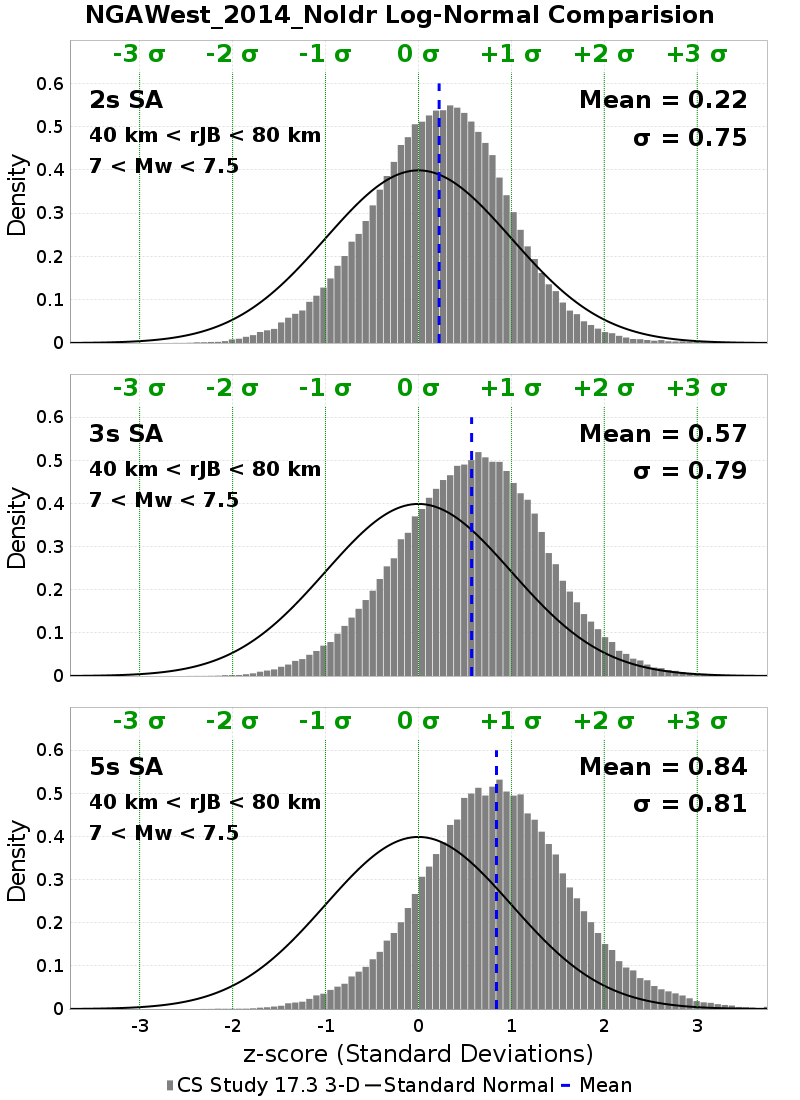 NGAWest_2014_NoIdr Log-Normal Comparision
-3 σ -2 σ -1 σ 0 σ +1 σ +2 σ +3 σ
0.6
2s SA Mean = 0.22
0.5
40 km < rJB < 80 km σ = 0.75
0.4
7 < Mw < 7.5
Density
0.3
0.2
0.1
0
-3 σ -2 σ -1 σ 0 σ +1 σ +2 σ +3 σ
0.6
3s SA Mean = 0.57
0.5
40 km < rJB < 80 km σ = 0.79
0.4
7 < Mw < 7.5
Density
0.3
0.2
0.1
0
-3 σ -2 σ -1 σ 0 σ +1 σ +2 σ +3 σ
0.6
5s SA Mean = 0.84
0.5
40 km < rJB < 80 km σ = 0.81
0.4
7 < Mw < 7.5
Density
0.3
0.2
0.1
0
-3 -2 -1 0 1 2 3
z-score (Standard Deviations)
CS Study 17.3 3-D Standard Normal Mean